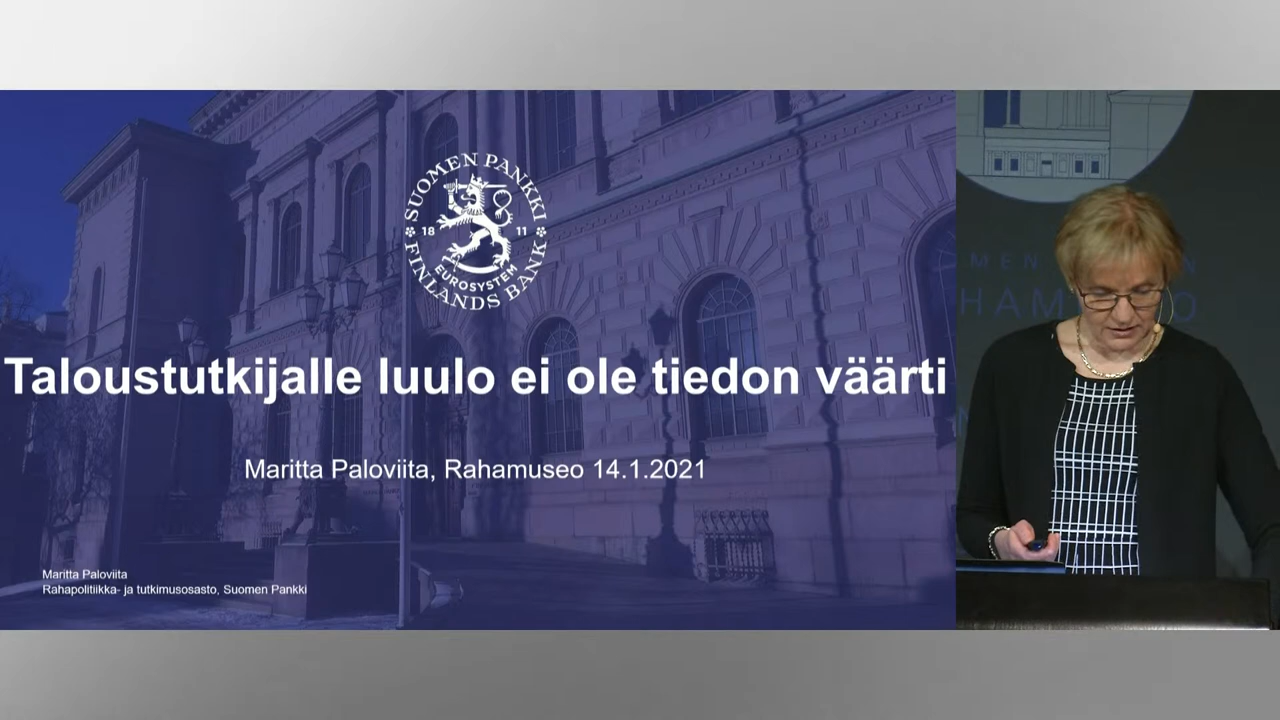 SUOMEN PANKKI
18 11
EUROSYSTEM
FINLANDS BANK
Taloustutkijalle luulo ei ole tiedon väärti
Maritta Paloviita, Rahamuseo 14.1.2021
Maritta Paloviita
Rahapolitiikka- ja tutkimusosasto, Suomen Pankki